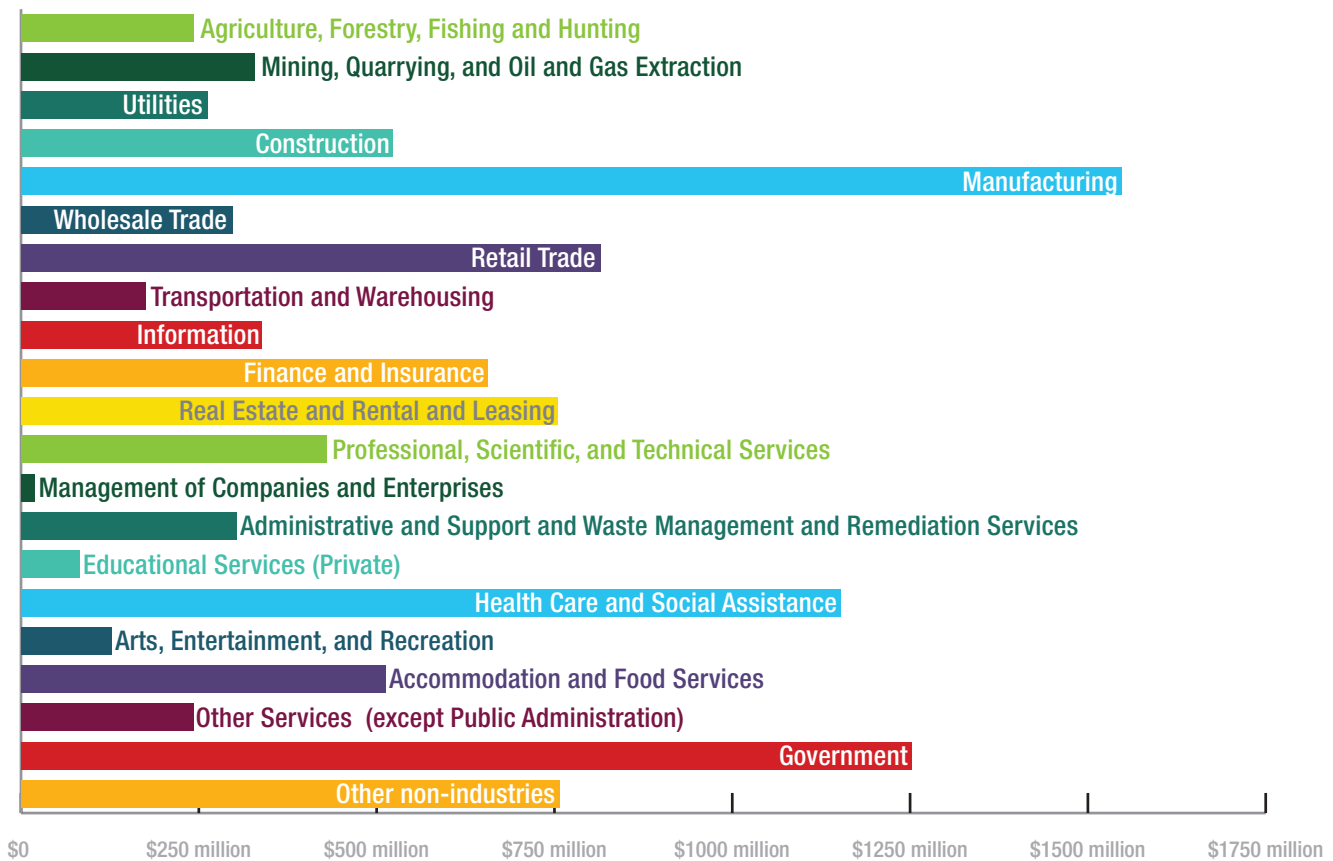 Agriculture, Forestry, Fishing and Hunting
Mining, Quarrying, and Oil and Gas Extraction
Utilities
Construction
Manufacturing
Wholesale Trade
Retail Trade
Transportation and Warehousing
Information
Finance and Insurance
Real Estate and Rental and Leasing
Professional, Scientific, and Technical Services
Management of Companies and Enterprises
Administrative and Support and Waste Management and Remediation Services
Educational Services (Private)
Health Care and Social Assistance
Arts, Entertainment, and Recreation
Accommodation and Food Services
Other Services (except Public Administration)
Government
Other non-industries
$0 $250 million $500 million $750 million $1000 million $1250 million $1500 million $1750 million